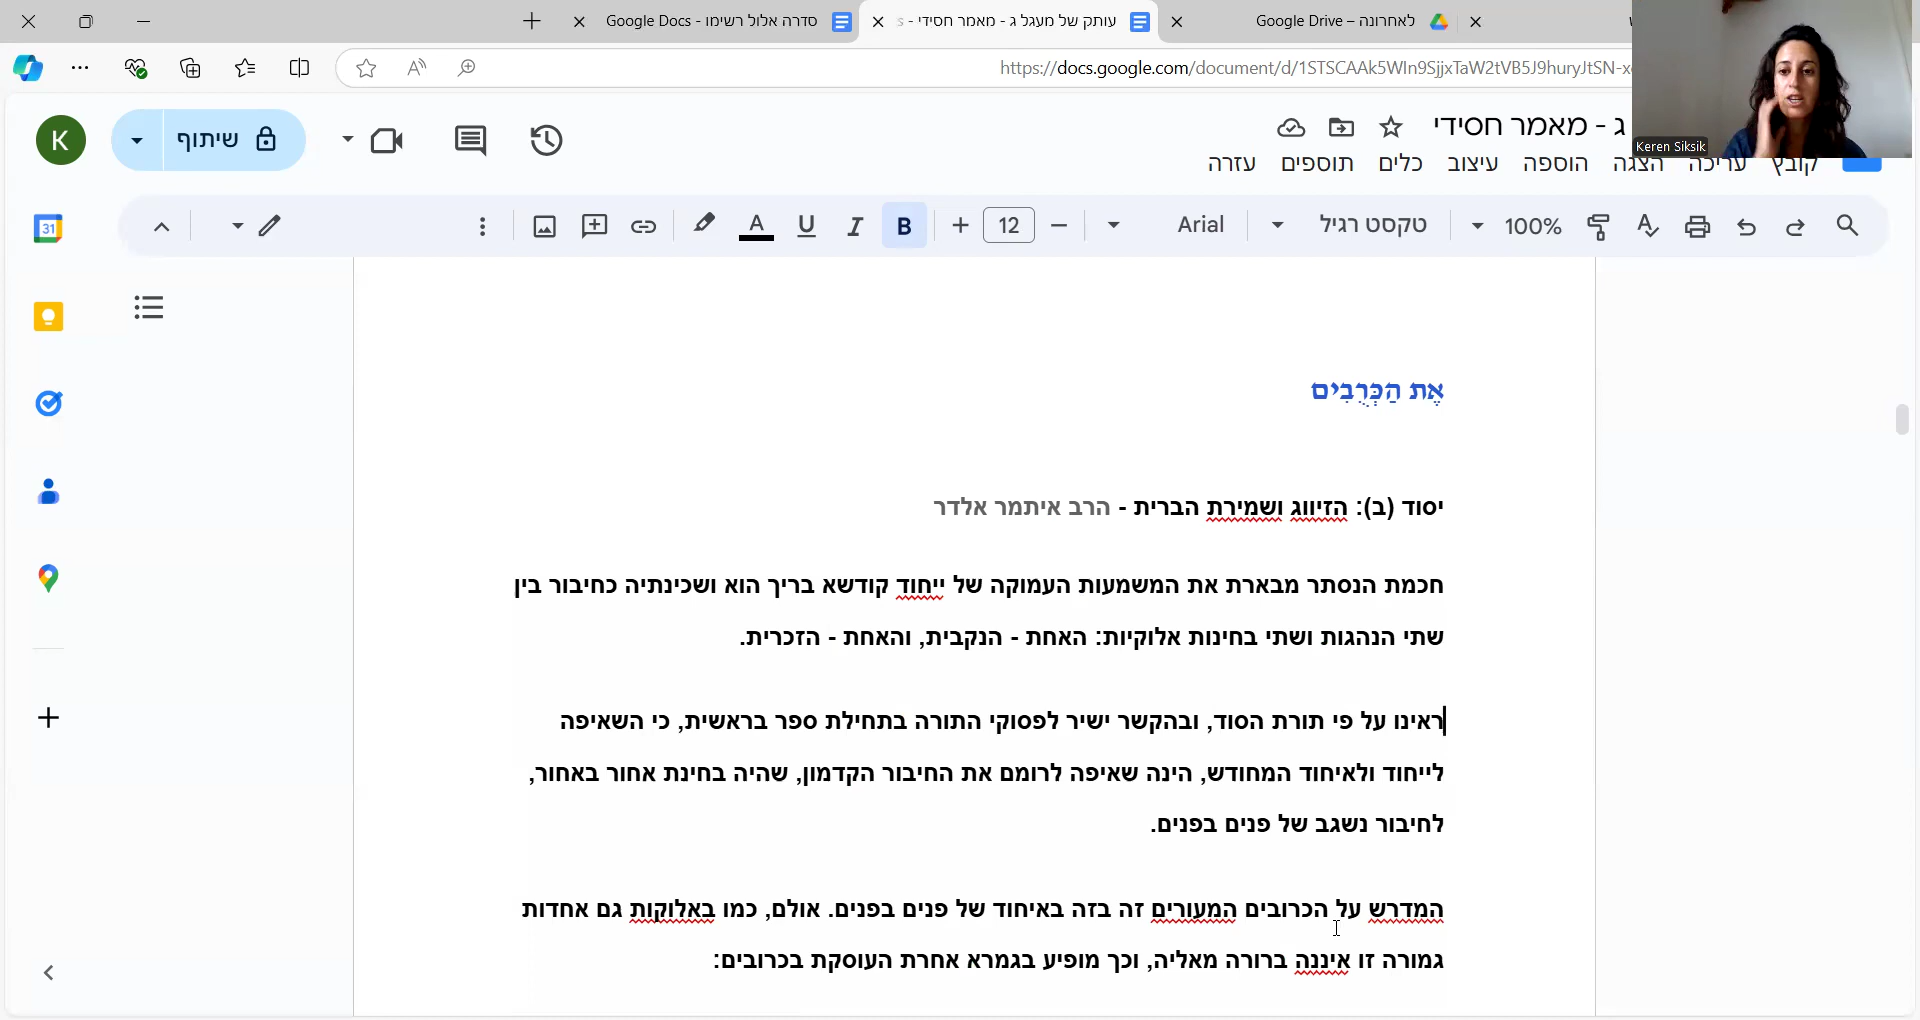 סדרה אלול רשימו - Google Docs
עותק של מעגל ג - מאמר חסידי -
לאחרונה – Google Drive
https://docs.google.com/document/d/1STSCAAk5WIn9SjjxTaW2tVB5J9huryJtSN-x
Keren Siksik
ג - מאמר חסידי
K
שיתוף
קובץ עריכה הצגה הוספה עיצוב כלים תוספים עזרה
100% טקסט רגיל Arial 12 B I U A
31
אֶת הַכְּרֻבִים
יסוד (ב): הזיווג ושמירת הברית - הרב איתמר אלדר
חכמת הנסתר מבארת את המשמעות העמוקה של ייחוד קודשא בריך הוא ושכינתיה כחיבור בין
שתי הנהגות ושתי בחינות אלוקיות: האחת - הנקבית, והאחת - הזכרית.
ראינו על פי תורת הסוד, ובהקשר ישיר לפסוקי התורה בתחילת ספר בראשית, כי השאיפה
לייחוד ולאיחוד המחודש, הינה שאיפה לרומם את החיבור הקדמון, שהיה בחינת אחור באחור,
לחיבור נשגב של פנים בפנים.
המדרש על הכרובים המעורים זה בזה באיחוד של פנים בפנים. אולם, כמו באלוקות גם אחדות
גמורה זו איננה ברורה מאליה, וכך מופיע בגמרא אחרת העוסקת בכרובים: